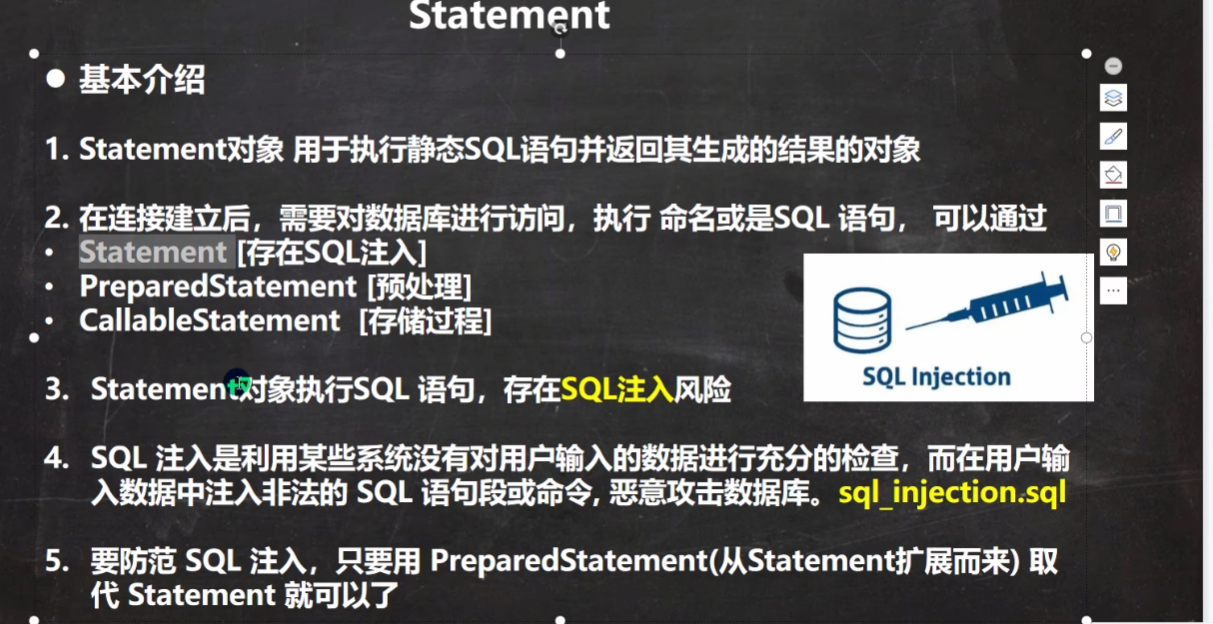 Statement
● 基本介绍
1. Statement对象 用于执行静态SQL语句并返回其生成的结果的对象
2. 在连接建立后，需要对数据库进行访问，执行 命名或是SQL 语句， 可以通过
• Statement [存在SQL注入]
• PreparedStatement [预处理]
• CallableStatement [存储过程]
SQL Injection
3. Statement对象执行SQL 语句，存在SQL注入风险
4. SQL 注入是利用某些系统没有对用户输入的数据进行充分的检查，而在用户输
入数据中注入非法的 SQL 语句段或命令, 恶意攻击数据库。sql_injection.sql
5. 要防范 SQL 注入，只要用 PreparedStatement(从Statement扩展而来) 取
代 Statement 就可以了